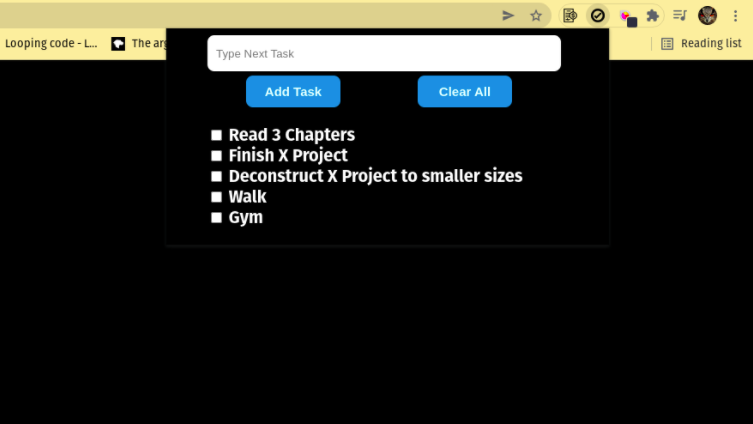 Looping code - L...
The arg
Reading list
Type Next Task
Add Task
Clear All
Read 3 Chapters
Finish X Project
Deconstruct X Project to smaller sizes
Walk
Gym